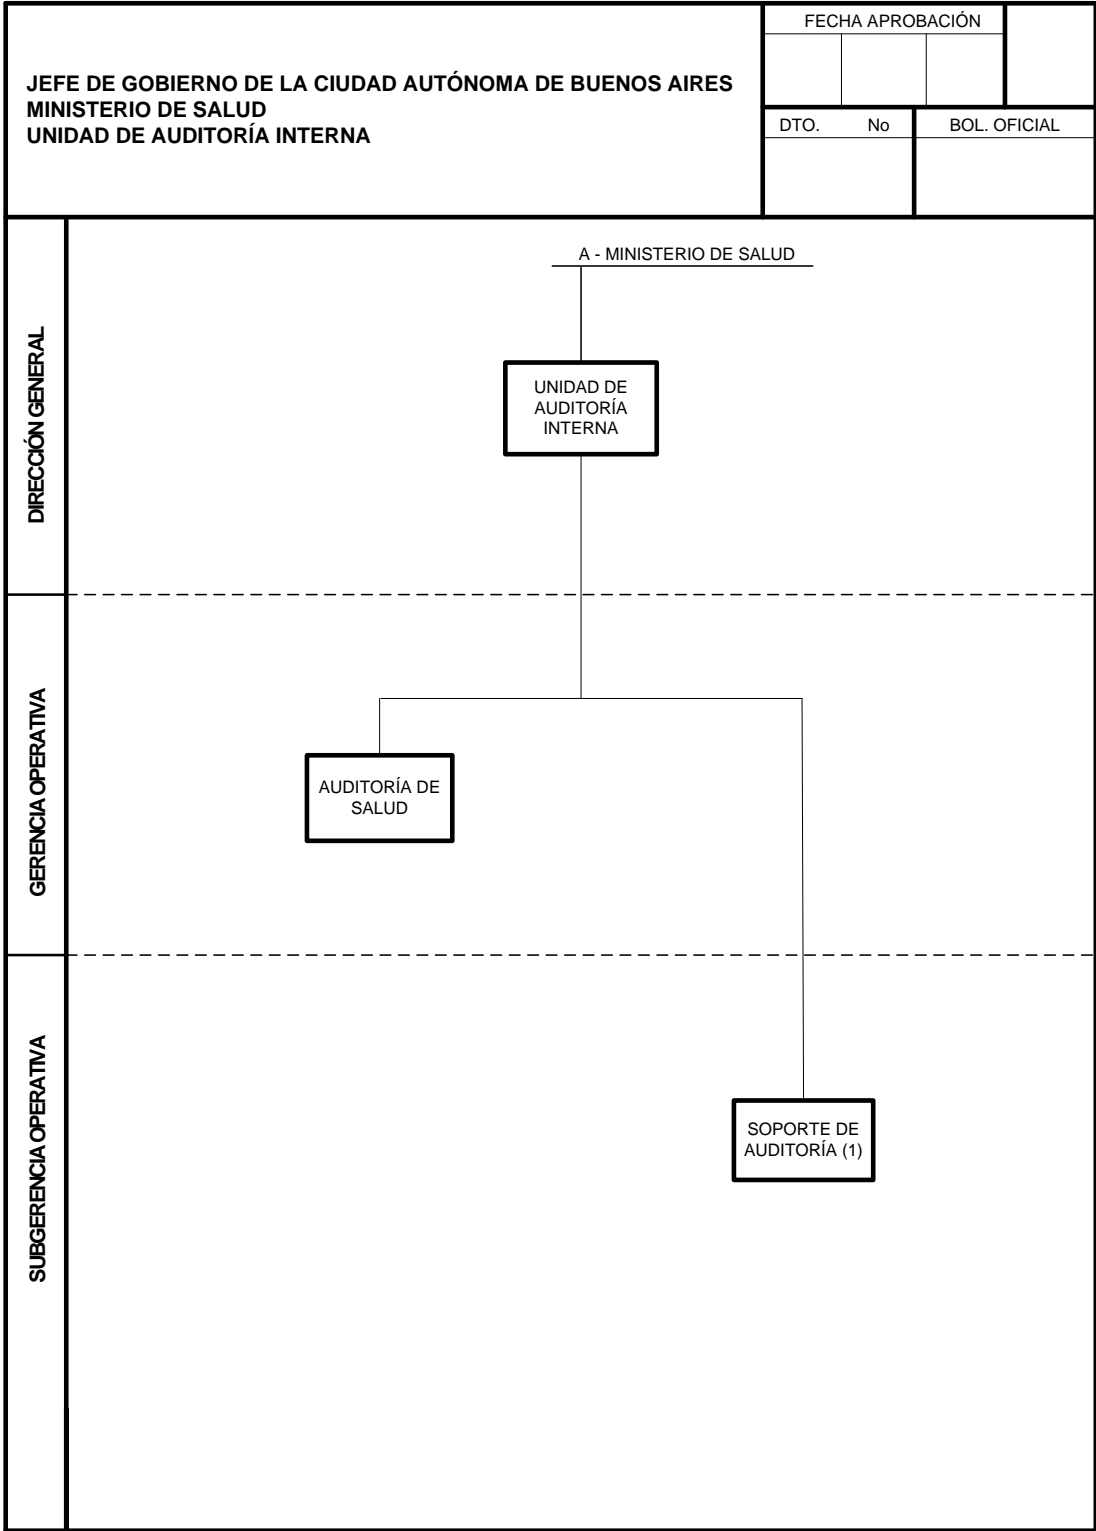 JEFE DE GOBIERNO DE LA CIUDAD AUTÓNOMA DE BUENOS AIRES
MINISTERIO DE SALUD
UNIDAD DE AUDITORÍA INTERNA
FECHA APROBACIÓN
DTO. No
BOL. OFICIAL
A - MINISTERIO DE SALUD
DIRECCIÓN GENERAL
UNIDAD DE
AUDITORÍA
INTERNA
GERENCIA OPERATIVA
AUDITORÍA DE
SALUD
SUBGERENCIA OPERATIVA
SOPORTE DE
AUDITORÍA (1)